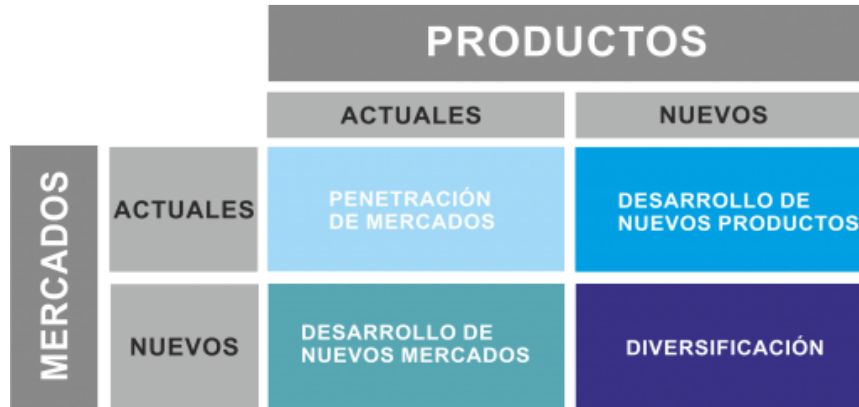 PRODUCTOS
ACTUALES
NUEVOS
MERCADOS
ACTUALES
PENETRACIÓN
DE MERCADOS
DESARROLLO DE
NUEVOS PRODUCTOS
NUEVOS
DESARROLLO DE
NUEVOS MERCADOS
DIVERSIFICACIÓN